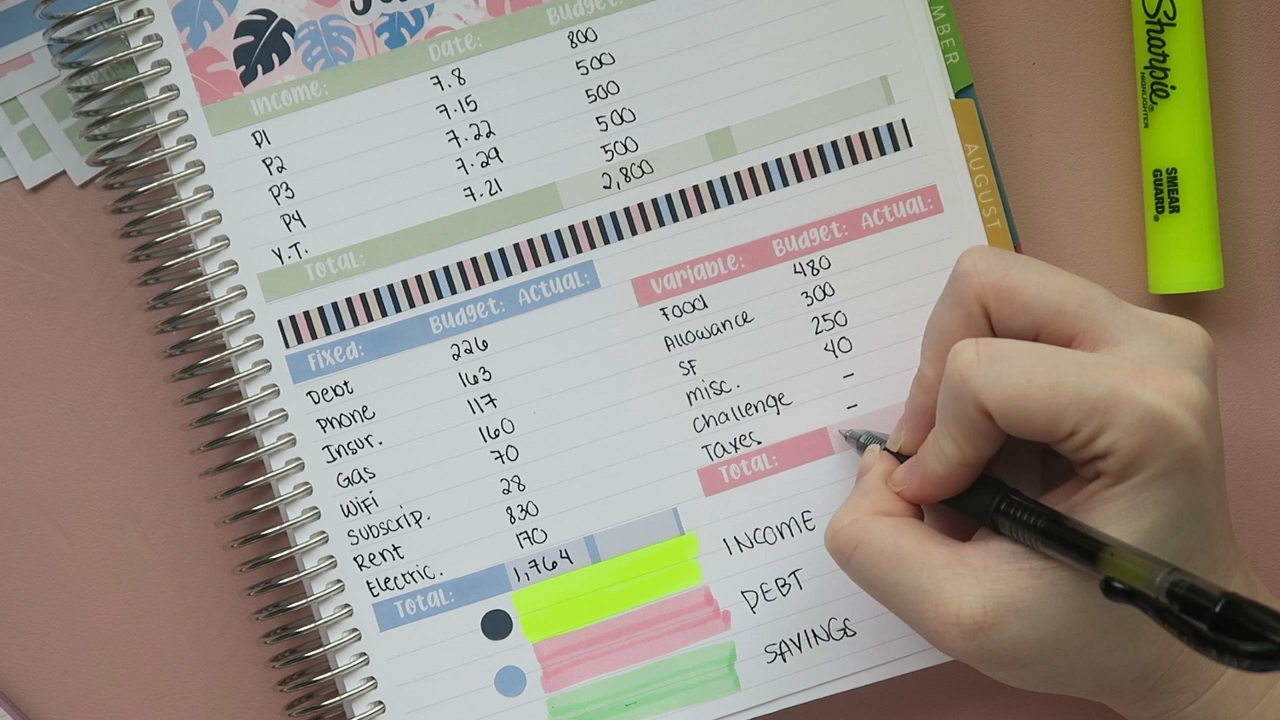 Income: Date: Budget:
P1 7.8 800
P2 7.15 500
P3 7.22 500
P4 7.29 500
Y.T. 7.21 500
Total: 2,800
Fixed: Budget: Actual:
Debt 226
Phone 163
Insur. 117
Gas 160
Wifi 70
Subscrip. 28
Rent 830
Electric. 170
Total: 1,764
Variable: Budget: Actual:
Food 480
Allowance 300
SF 250
misc. 40
Challenge –
Taxes –
Total:
INCOME
DEBT
SAVINGS
MBER
AUGUST
Sharpie
HIGHLIGHTER
SMEAR
GUARD